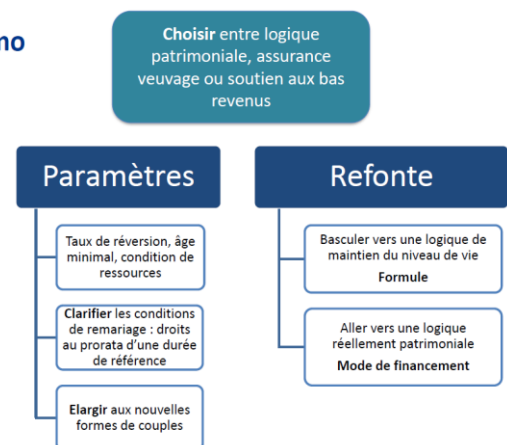 Choisir entre logique
patrimoniale, assurance
veuvage ou soutien aux bas
revenus
Paramètres
Taux de réversion, âge
minimal, condition de
ressources
Clarifier les conditions
de remariage : droits
au prorata d'une durée
de référence
Elargir aux nouvelles
formes de couples
Refonte
Basculer vers une logique de
maintien du niveau de vie
Formule
Aller vers une logique
réellement patrimoniale
Mode de financement